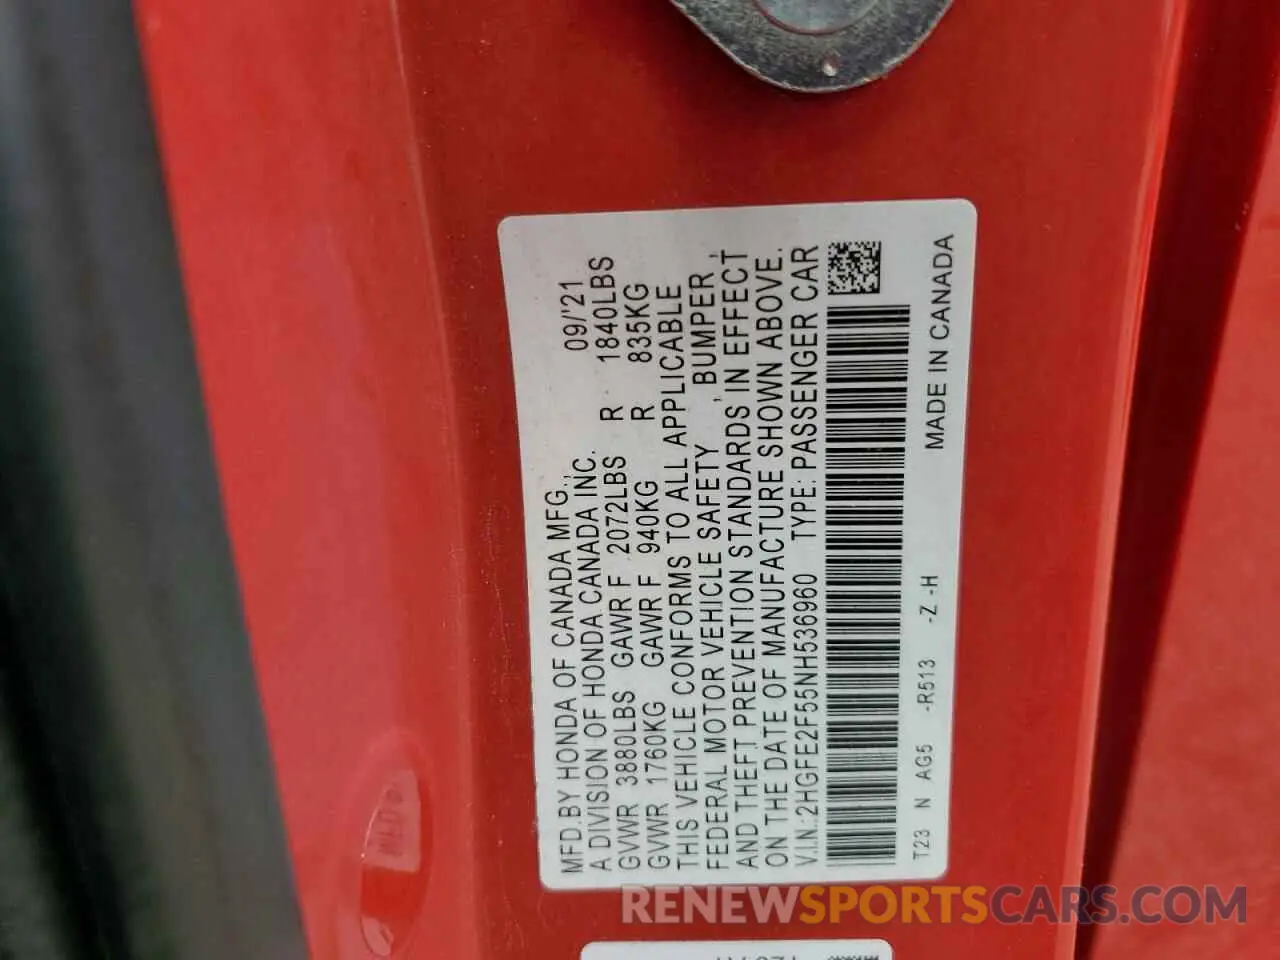 MFD.BY HONDA OF CANADA MFG., 09/'21
A DIVISION OF HONDA CANADA INC.
GVWR 3880LBS GAWR F 2072LBS R 1840LBS
GVWR 1760KG GAWR F 940KG R 835KG
THIS VEHICLE CONFORMS TO ALL APPLICABLE
FEDERAL MOTOR VEHICLE SAFETY , BUMPER ,
AND THEFT PREVENTION STANDARDS IN EFFECT
ON THE DATE OF MANUFACTURE SHOWN ABOVE.
V.I.N.:2HGFE2F55NH536960 TYPE: PASSENGER CAR
T23 N AG5 -R513 -Z -H MADE IN CANADA
RENEWSPORTSCARS.COM